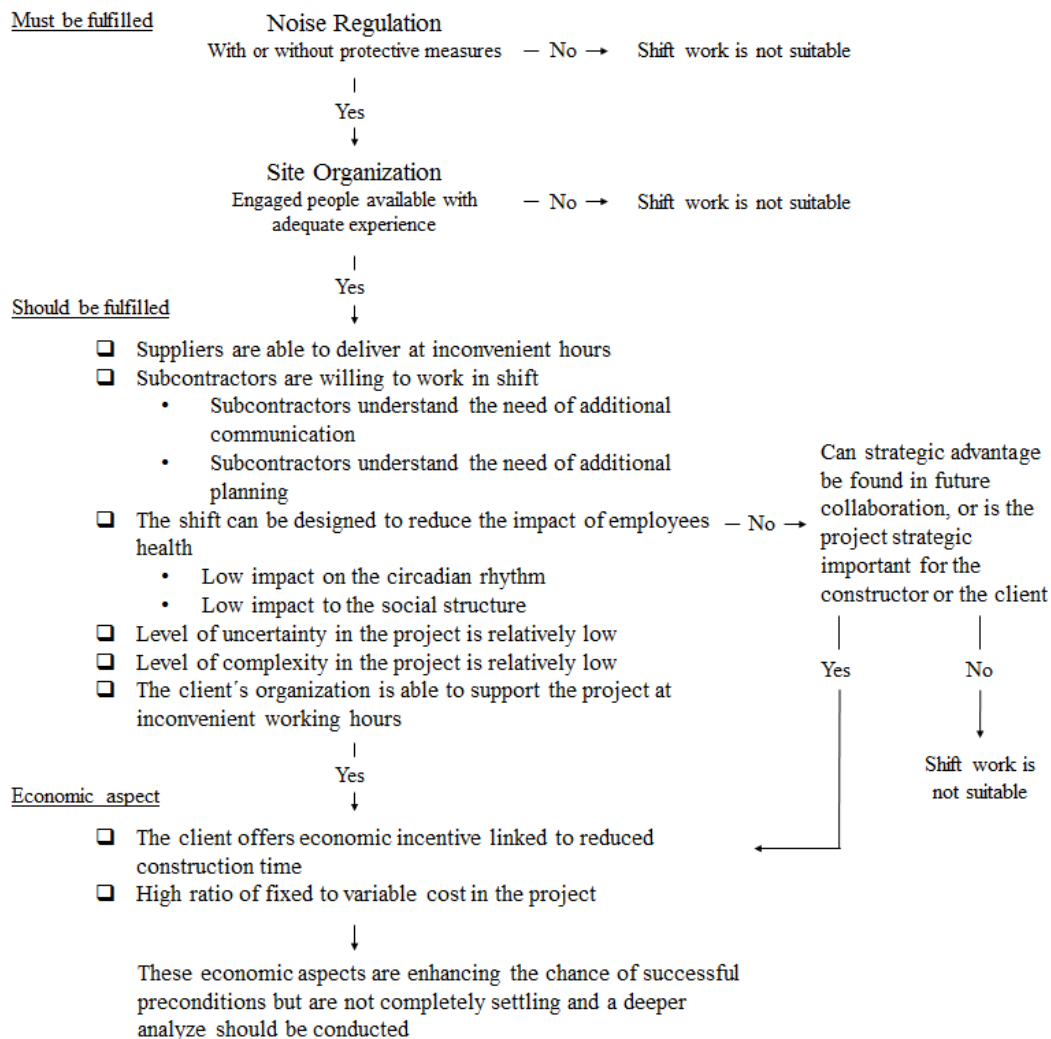 Must be fulfilled
Noise Regulation
With or without protective measures — No → Shift work is not suitable
Yes
Site Organization
Engaged people available with — No → Shift work is not suitable
adequate experience
Yes
Should be fulfilled
❑ Suppliers are able to deliver at inconvenient hours
❑ Subcontractors are willing to work in shift
• Subcontractors understand the need of additional
communication
• Subcontractors understand the need of additional
planning
❑ The shift can be designed to reduce the impact of employees — No →
health
• Low impact on the circadian rhythm
• Low impact to the social structure
❑ Level of uncertainty in the project is relatively low
❑ Level of complexity in the project is relatively low
❑ The client´s organization is able to support the project at
inconvenient working hours
Can strategic advantage
be found in future
collaboration, or is the
project strategic
important for the
constructor or the client
Yes
No
Shift work is
not suitable
Yes
Economic aspect
❑ The client offers economic incentive linked to reduced
construction time
❑ High ratio of fixed to variable cost in the project
These economic aspects are enhancing the chance of successful
preconditions but are not completely settling and a deeper
analyze should be conducted